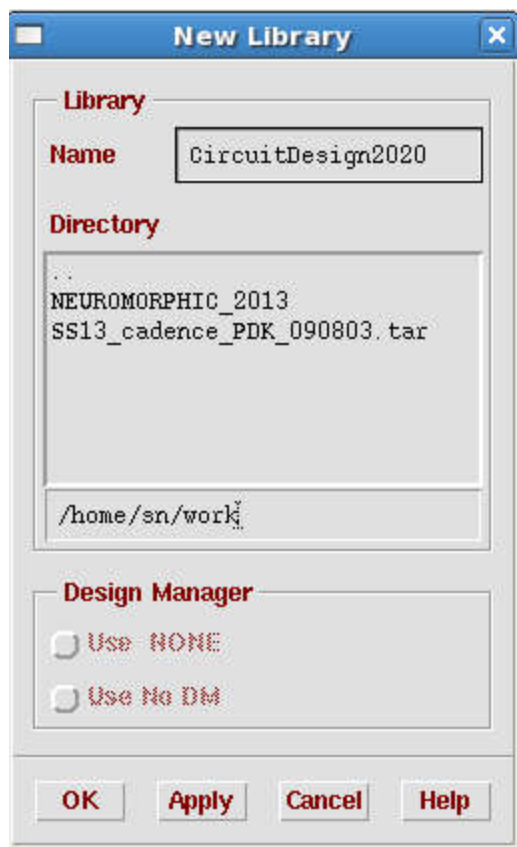 New Library
Library
Name CircuitDesign2020
Directory
..
NEUROMORPHIC_2013
SS13_cadence_PDK_090803.tar
/home/sn/work
Design Manager
Use NONE
Use No DM
OK Apply Cancel Help